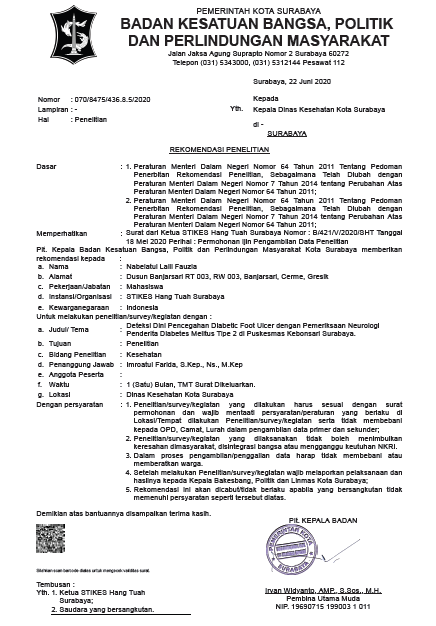 PEMERINTAH KOTA SURABAYA
BADAN KESATUAN BANGSA, POLITIK
DAN PERLINDUNGAN MASYARAKAT
Jalan Jaksa Agung Suprapto Nomor 2 Surabaya 60272
Telepon (031) 5343000, (031) 5312144 Pesawat 112
Surabaya, 22 Juni 2020
Kepada
Nomor : 070/8475/436.8.5/2020
Yth. Kepala Dinas Kesehatan Kota Surabaya
Lampiran : -
Hal : Penelitian
di -
SURABAYA
REKOMENDASI PENELITIAN
Dasar : 1. Peraturan Menteri Dalam Negeri Nomor 64 Tahun 2011 Tentang Pedoman
Penerbitan Rekomendasi Penelitian, Sebagaimana Telah Diubah dengan
Peraturan Menteri Dalam Negeri Nomor 7 Tahun 2014 tentang Perubahan Atas
Peraturan Menteri Dalam Negeri Nomor 64 Tahun 2011;
2. Peraturan Menteri Dalam Negeri Nomor 64 Tahun 2011 Tentang Pedoman
Penerbitan Rekomendasi Penelitian, Sebagaimana Telah Diubah dengan
Peraturan Menteri Dalam Negeri Nomor 7 Tahun 2014 tentang Perubahan Atas
Peraturan Menteri Dalam Negeri Nomor 64 Tahun 2011;
Memperhatikan : Surat dari Ketua STIKES Hang Tuah Surabaya Nomor : B/421/V/2020/SHT Tanggal
18 Mei 2020 Perihal : Permohonan Ijin Pengambilan Data Penelitian
Plt. Kepala Badan Kesatuan Bangsa, Politik dan Perlindungan Masyarakat Kota Surabaya memberikan
rekomendasi kepada :
a. Nama : Nabelatul Laili Fauzia
b. Alamat : Dusun Banjarsari RT 003, RW 003, Banjarsari, Cerme, Gresik
c. Pekerjaan/Jabatan : Mahasiswa
d. Instansi/Organisasi : STIKES Hang Tuah Surabaya
e. Kewarganegaraan : Indonesia
Untuk melakukan penelitian/survey/kegiatan dengan :
a. Judul/ Tema : Deteksi Dini Pencegahan Diabetic Foot Ulcer dengan Pemeriksaan Neurologi
Penderita Diabetes Melitus Tipe 2 di Puskesmas Kebonsari Surabaya.
b. Tujuan : Penelitian
c. Bidang Penelitian : Kesehatan
d. Penanggung Jawab : Imroatul Farida, S.Kep., Ns., M.Kep
e. Anggota Peserta :
f. Waktu : 1 (Satu) Bulan, TMT Surat Dikeluarkan.
g. Lokasi : Dinas Kesehatan Kota Surabaya
Dengan persyaratan : 1. Penelitian/survey/kegiatan yang dilakukan harus sesuai dengan surat
permohonan dan wajib mentaati persyaratan/peraturan yang berlaku di
Lokasi/Tempat dilakukan Penelitian/survey/kegiatan serta tidak membebani
kepada OPD, Camat, Lurah dalam pengambilan data primer dan sekunder;
2. Penelitian/survey/kegiatan yang dilaksanakan tidak boleh menimbulkan
keresahan dimasyarakat, disintegrasi bangsa atau mengganggu keutuhan NKRI.
3. Dalam proses pengambilan/penggalian data harap tidak membebani atau
memberatkan warga.
4. Setelah melakukan Penelitian/survey/kegiatan wajib melaporkan pelaksanaan dan
hasilnya kepada Kepala Bakesbang, Politik dan Linmas Kota Surabaya;
5. Rekomendasi ini akan dicabut/tidak berlaku apabila yang bersangkutan tidak
memenuhi persyaratan seperti tersebut diatas.
Demikian atas bantuannya disampaikan terima kasih.
Plt. KEPALA BADAN
PEMERINTAH KOTA
SURABAYA
Silahkan scan barcode diatas untuk mengecek validitas surat.
Tembusan :
Yth. 1. Ketua STIKES Hang Tuah
Surabaya;
2. Saudara yang bersangkutan.
Irvan Widyanto, AMP., S.Sos., M.H.
Pembina Utama Muda
NIP. 19690715 199003 1 011